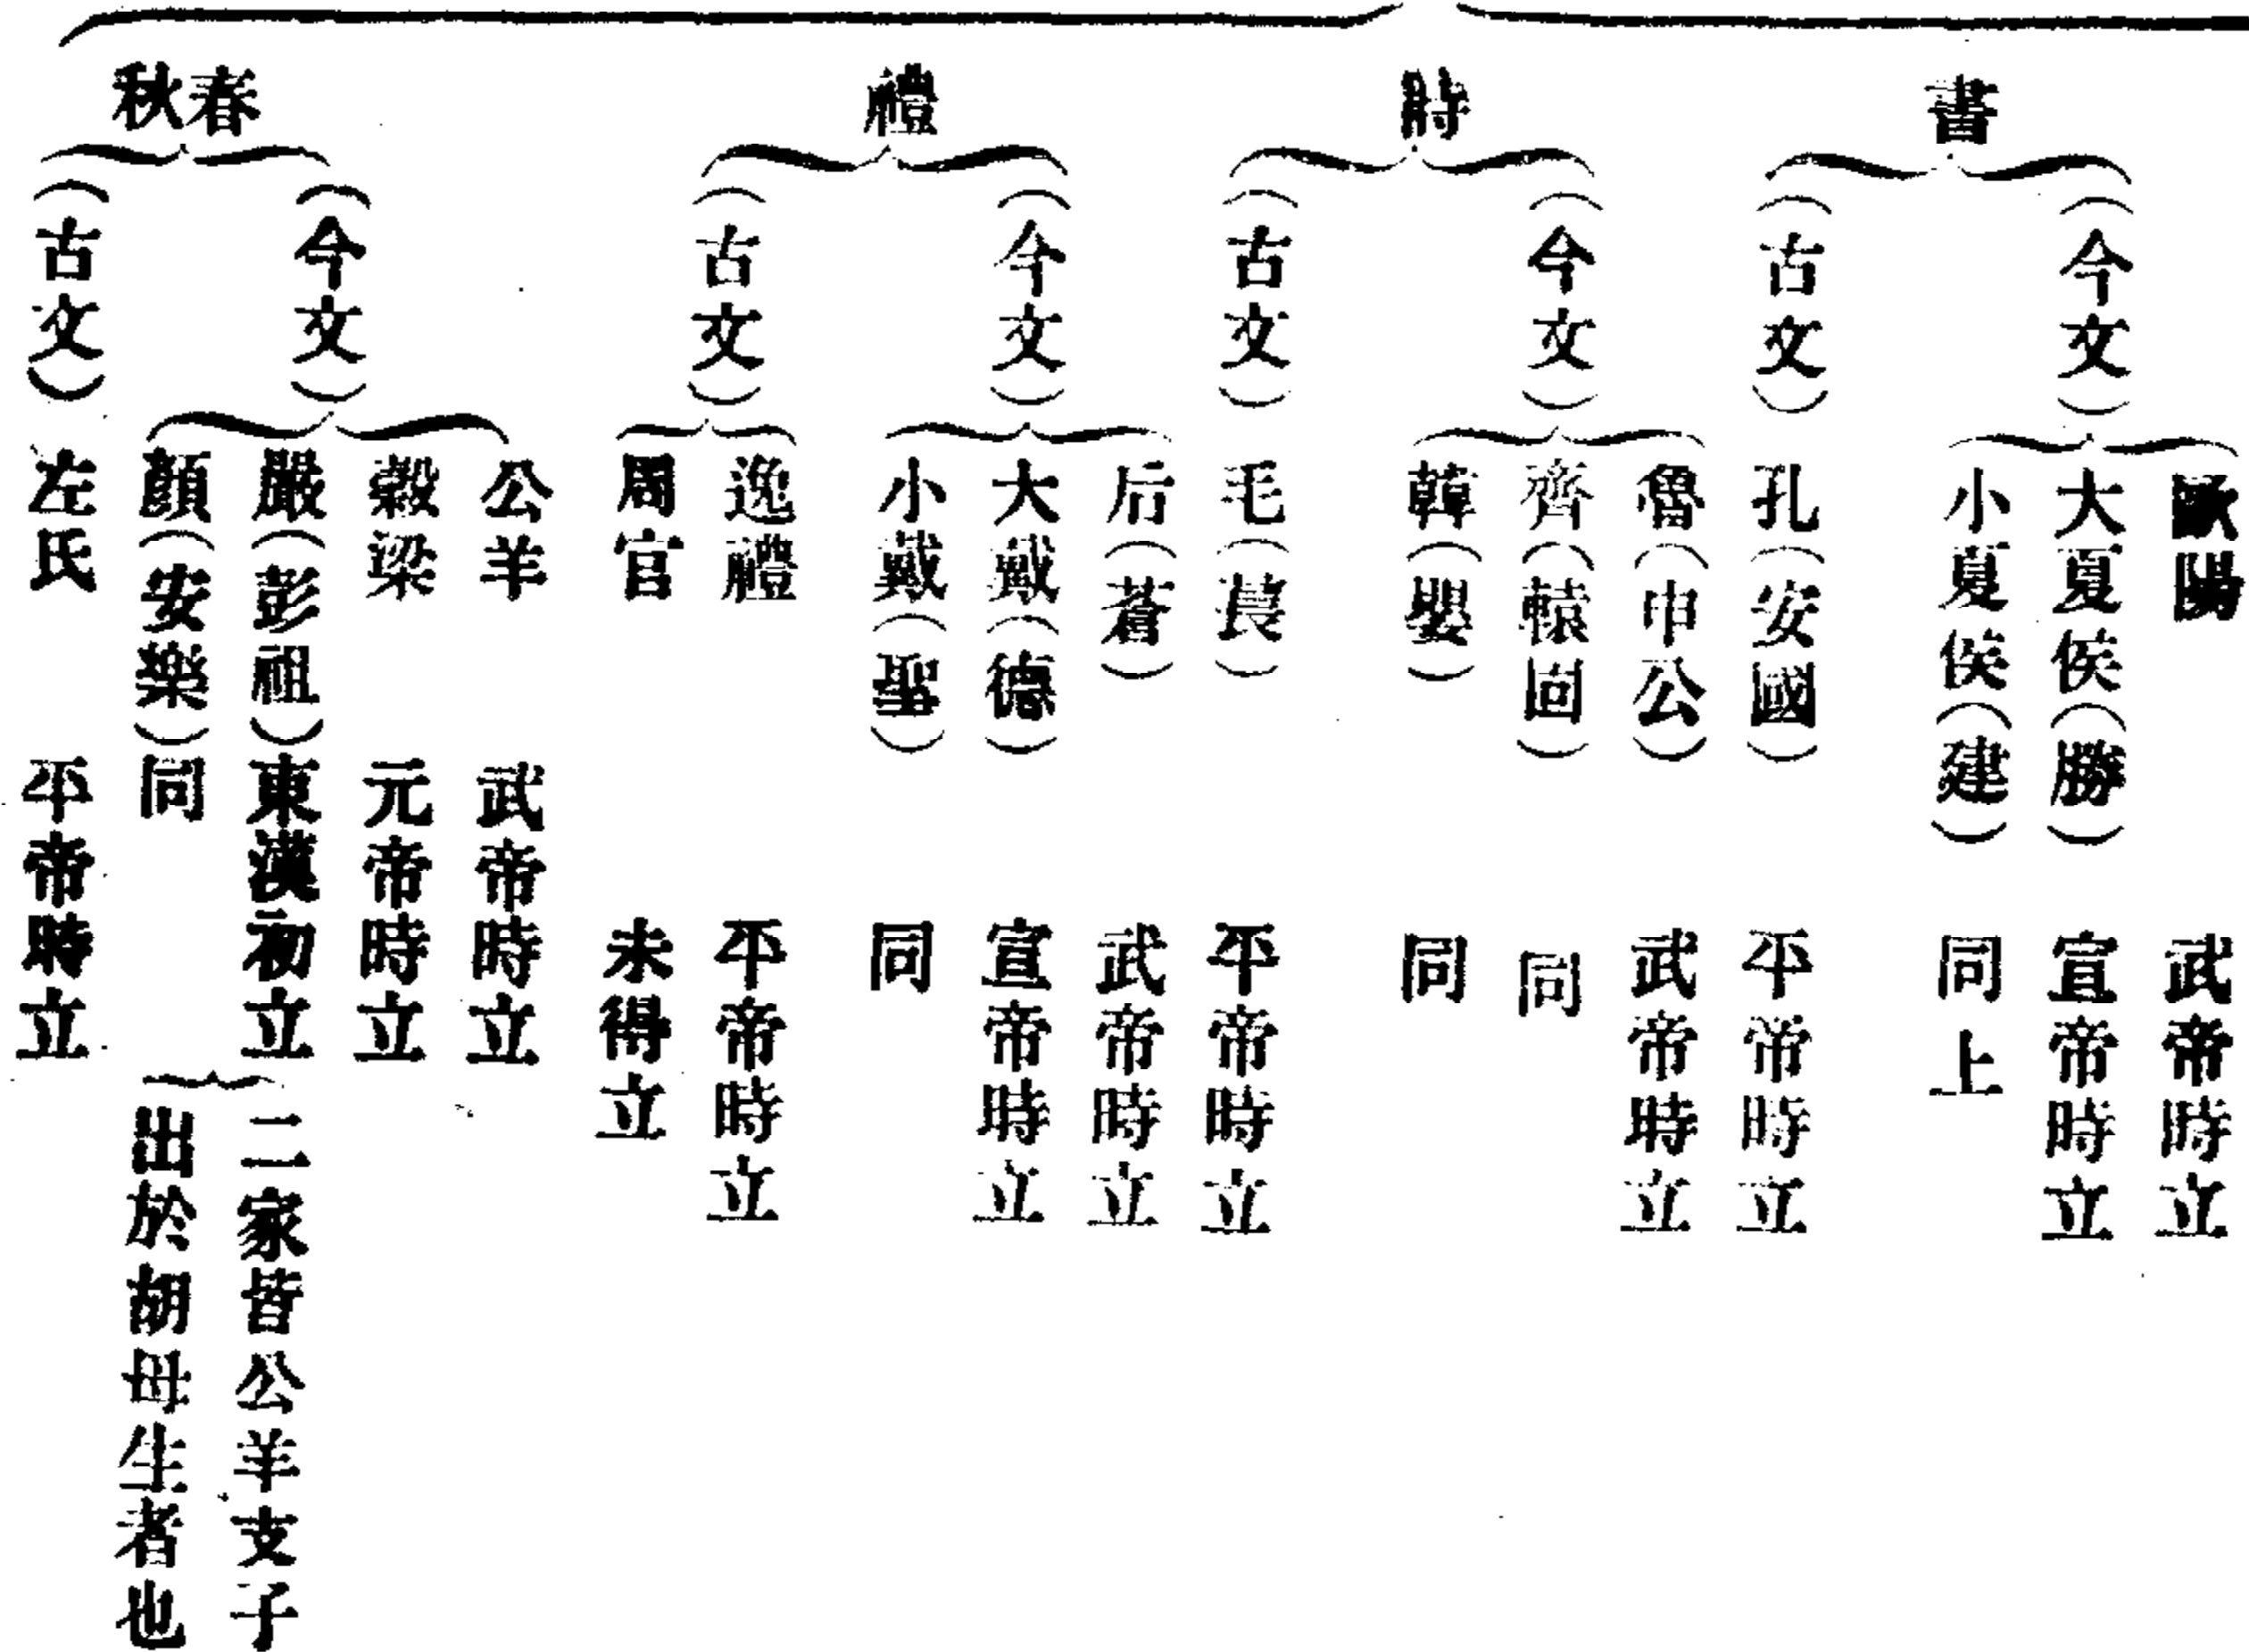 書
(今文)
歐陽 武帝時立
大夏侯(勝) 宣帝時立
小夏侯(建) 同上
(古文)
孔(安國) 平帝時立
詩
(今文)
魯(申公) 武帝時立
齊(轅固) 同
韓(嬰) 同
(古文)
毛(萇) 平帝時立
禮
(今文)
后(蒼) 武帝時立
大戴(德) 宣帝時立
小戴(聖) 同
(古文)
逸禮 平帝時立
周官 未得立
春秋
(今文)
公羊 武帝時立
穀梁 元帝時立
嚴(彭祖)東漢初立
顏(安樂)同
二家皆公羊支子
出於胡母生者也
(古文)
左氏 平帝時立